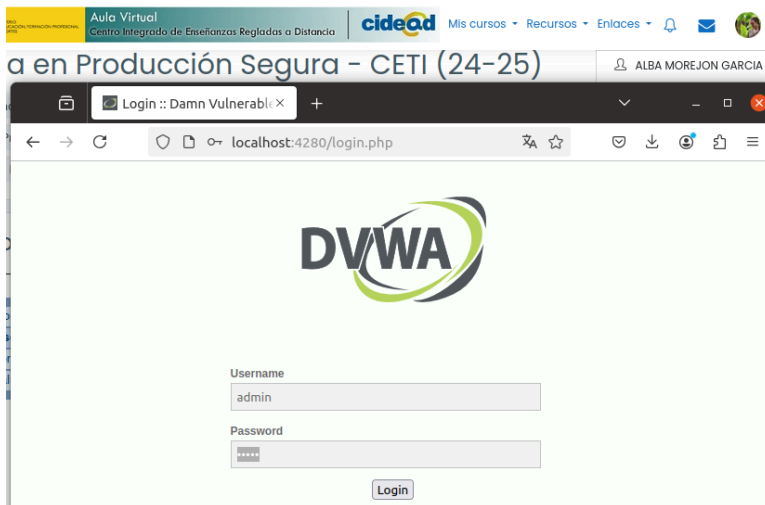 Aula Virtual
Centro Integrado de Enseñanzas Regladas a Distancia
cidead
Mis cursos
Recursos
Enlaces
a en Producción Segura - CETI (24-25)
ALBA MOREJON GARCIA
Login :: Damn Vulnerable
localhost:4280/login.php
DVWA
Username
admin
Password
Login